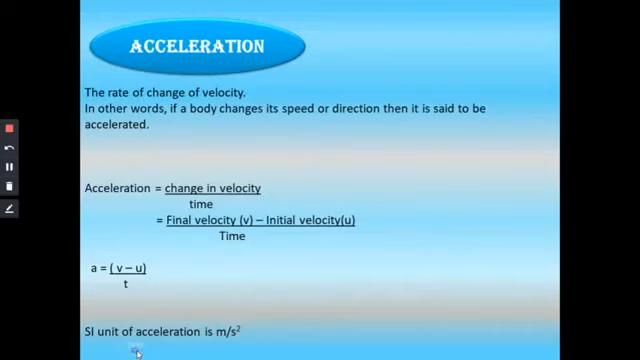 ACCELERATION
The rate of change of velocity.
In other words, if a body changes its speed or direction then it is said to be
accelerated.
Acceleration = change in velocity
time
= Final velocity (v) – Initial velocity(u)
Time
a = ( v – u)
t
SI unit of acceleration is m/s²